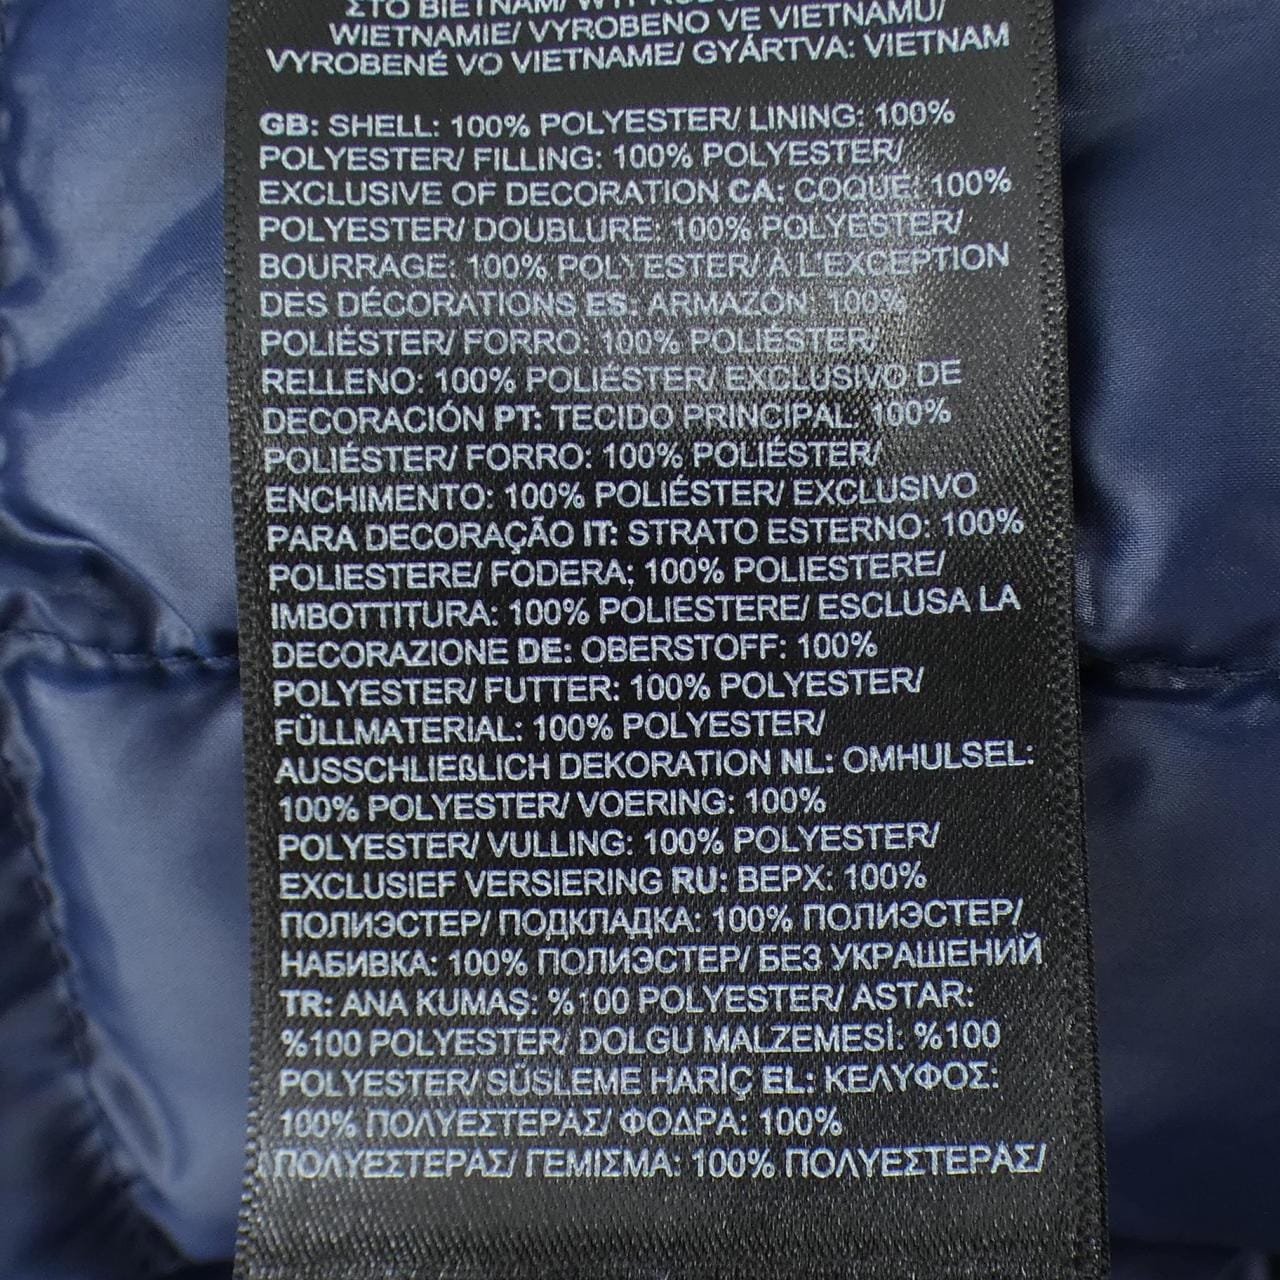 ΣΤΟ ΒΙΕΤΝΑΜ/
WIETNAMIE/ VYROBENO VE VIETNAMU/
VYROBENÉ VO VIETNAME/ GYÁRTVA: VIETNAM
GB: SHELL: 100% POLYESTER/ LINING: 100%
POLYESTER/ FILLING: 100% POLYESTER/
EXCLUSIVE OF DECORATION CA: COQUE: 100%
POLYESTER/ DOUBLURE: 100% POLYESTER/
BOURRAGE: 100% POLYESTER/ À L'EXCEPTION
DES DÉCORATIONS ES: ARMAZÓN: 100%
POLIÉSTER/ FORRO: 100% POLIÉSTER/
RELLENO: 100% POLIÉSTER/ EXCLUSIVO DE
DECORACIÓN PT: TECIDO PRINCIPAL: 100%
POLIÉSTER/ FORRO: 100% POLIÉSTER/
ENCHIMENTO: 100% POLIÉSTER/ EXCLUSIVO
PARA DECORAÇÃO IT: STRATO ESTERNO: 100%
POLIESTERE/ FODERA: 100% POLIESTERE/
IMBOTTITURA: 100% POLIESTERE/ ESCLUSA LA
DECORAZIONE DE: OBERSTOFF: 100%
POLYESTER/ FUTTER: 100% POLYESTER/
FÜLLMATERIAL: 100% POLYESTER/
AUSSCHLIEßLICH DEKORATION NL: OMHULSEL:
100% POLYESTER/ VOERING: 100%
POLYESTER/ VULLING: 100% POLYESTER/
EXCLUSIEF VERSIERING RU: ВЕРХ: 100%
ПОЛИЭСТЕР/ ПОДКЛАДКА: 100% ПОЛИЭСТЕР/
НАБИВКА: 100% ПОЛИЭСТЕР/ БЕЗ УКРАШЕНИЙ
TR: ANA KUMAŞ: %100 POLYESTER/ ASTAR:
%100 POLYESTER/ DOLGU MALZEMESİ: %100
POLYESTER/ SÜSLEME HARİÇ EL: ΚΕΛΥΦΟΣ:
100% ΠΟΛΥΕΣΤΕΡΑΣ/ ΦΟΔΡΑ: 100%
ΠΟΛΥΕΣΤΕΡΑΣ/ ΓΕΜΙΣΜΑ: 100% ΠΟΛΥΕΣΤΕΡΑΣ/